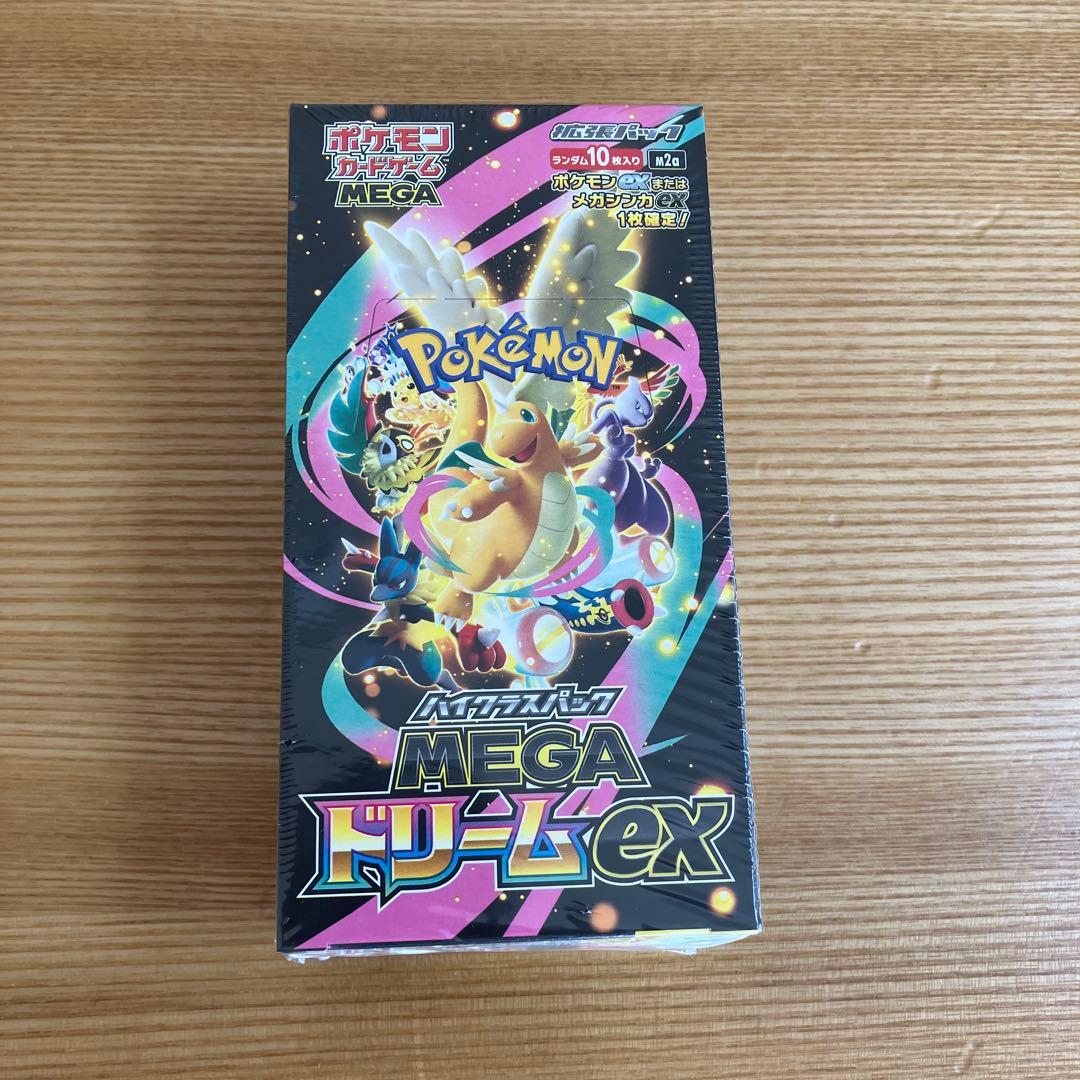 ポケモン
カードゲーム
MEGA
拡張パック
ランダム10枚入り M2a
ポケモンexまたは
メガシンカex
1枚確定!
POKéMON
TM
ハイクラスパック
MEGA
ドリームex